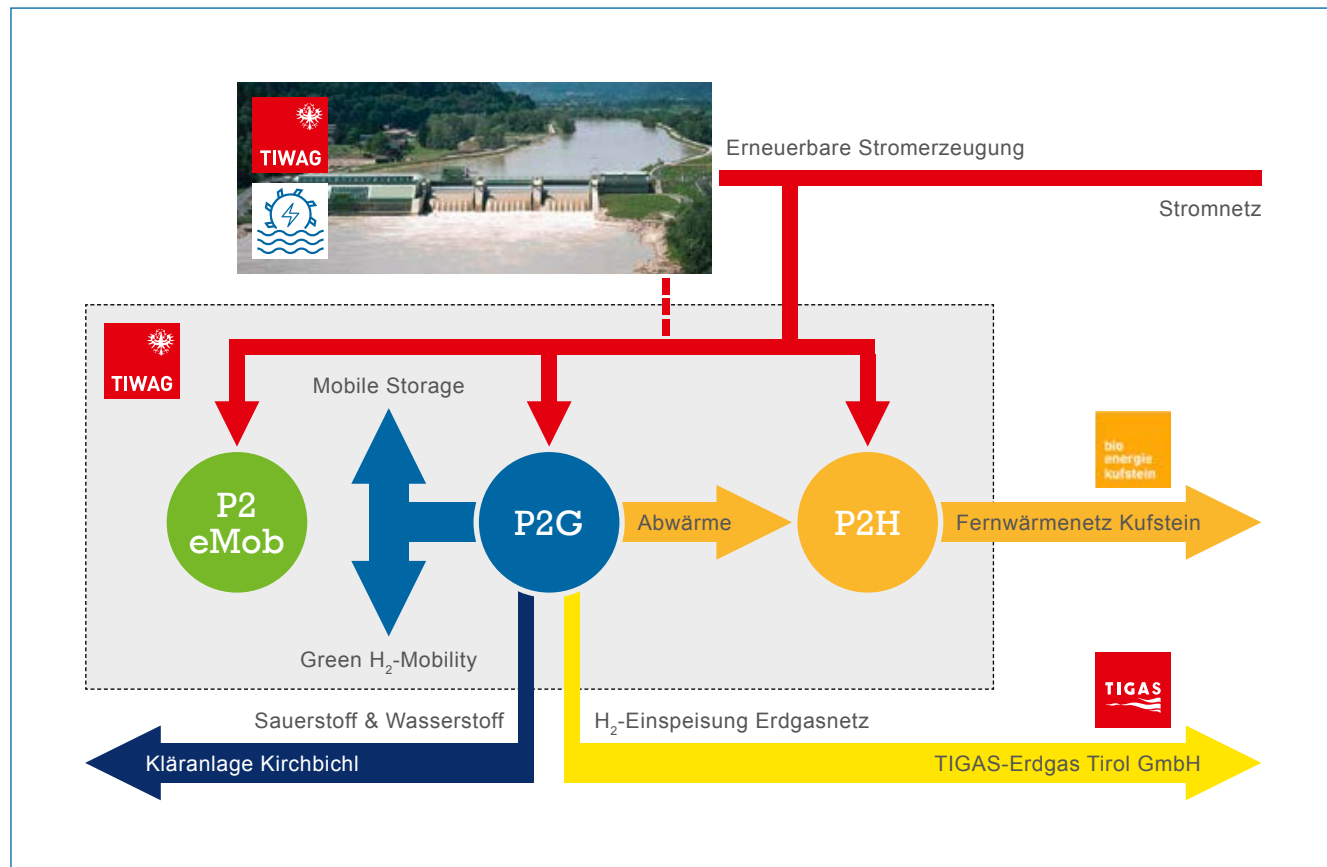 TIWAG
Erneuerbare Stromerzeugung
Stromnetz
TIWAG
Mobile Storage
bio
energie
kufstein
P2
eMob
P2G
Abwärme
P2H
Fernwärmenetz Kufstein
Green H₂-Mobility
TIGAS
Sauerstoff & Wasserstoff
H₂-Einspeisung Erdgasnetz
Kläranlage Kirchbichl
TIGAS-Erdgas Tirol GmbH